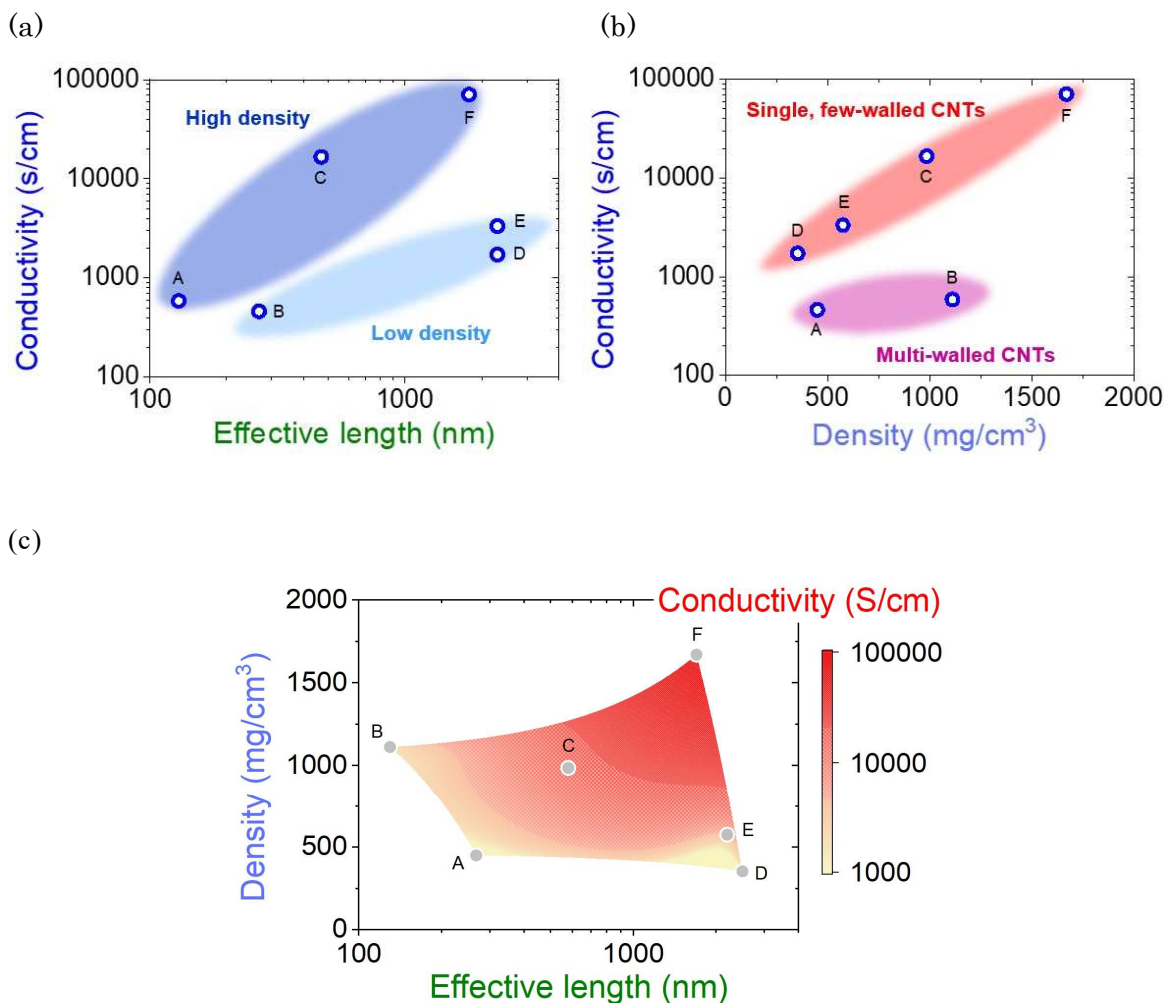 (a)
(b)
100000
10000
1000
100
100
1000
Conductivity (s/cm)
Effective length (nm)
High density
Low density
A
B
C
D
E
F
100000
10000
1000
100
0
500
1000
1500
2000
Conductivity (s/cm)
Density (mg/cm³)
Single, few-walled CNTs
Multi-walled CNTs
A
B
C
D
E
F
(c)
2000
1500
1000
500
0
100
1000
Density (mg/cm³)
Effective length (nm)
Conductivity (S/cm)
100000
10000
1000
A
B
C
D
E
F